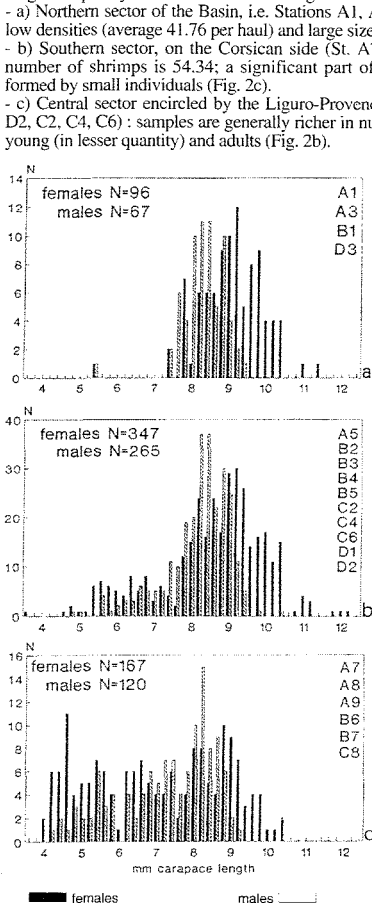 - a) Northern sector of the Basin, i.e. Stations A1, A
low densities (average 41.76 per haul) and large size
- b) Southern sector, on the Corsican side (St. A7
number of shrimps is 54.34; a significant part of
formed by small individuals (Fig. 2c).
- c) Central sector encircled by the Liguro-Provenç
D2, C2, C4, C6) : samples are generally richer in nu
young (in lesser quantity) and adults (Fig. 2b).
N
14
12
10
8
6
4
2
0
females N=96
males N=67
A1
A3
B1
D3
4 5 6 7 8 9 10 11 12
a
N
40
30
20
10
0
females N=347
males N=265
A5
B2
B3
B4
B5
C2
C4
C6
D1
D2
4 5 6 7 8 9 10 11 12
b
N
16
14
12
10
8
6
4
2
0
females N=167
males N=120
A7
A8
A9
B6
B7
C8
4 5 6 7 8 9 10 11 12
c
mm carapace length
females males